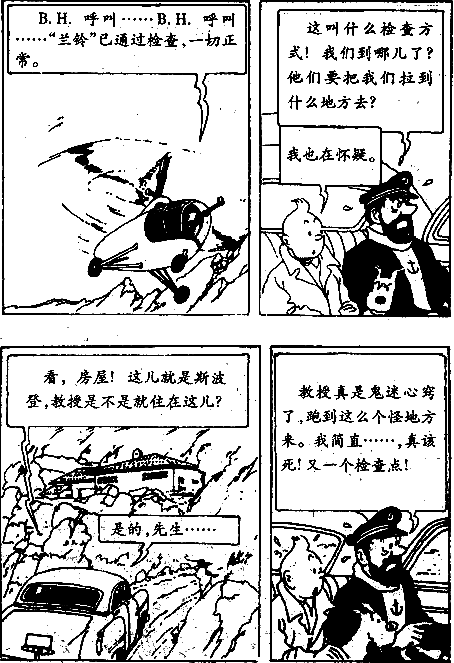 B.H. 呼叫……B.H. 呼叫
……“兰铃”已通过检查,一切正
常。
这叫什么检查方
式! 我们到哪儿了?
他们要把我们拉到
什么地方去?
我也在怀疑。
看, 房屋! 这儿就是斯波
登,教授是不是就住在这儿?
是的,先生……
教授真是鬼迷心窍
了,跑到这么个怪地方
来。我简直……,真该
死! 又一个检查点!